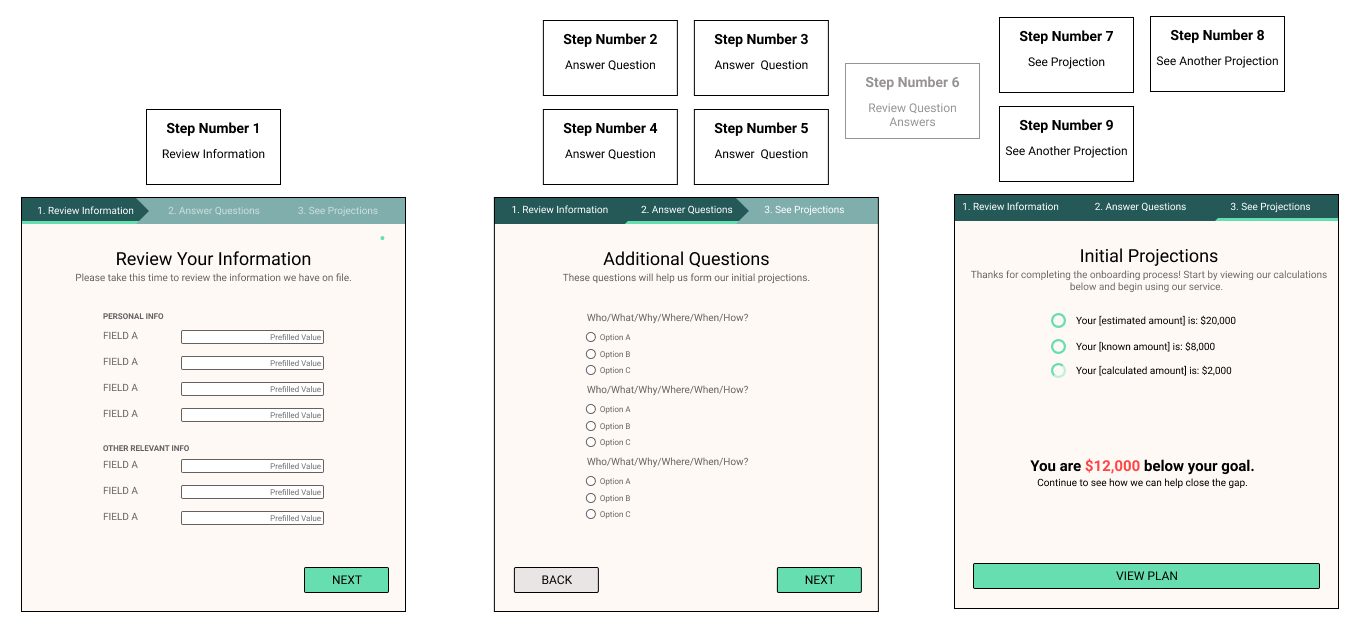 Step Number 1
Review Information
Step Number 2
Answer Question
Step Number 3
Answer  Question
Step Number 4
Answer Question
Step Number 5
Answer  Question
Step Number 6
Review Question
Answers
Step Number 7
See Projection
Step Number 8
See Another Projection
Step Number 9
See Another Projection
1. Review Information
2. Answer Questions
3. See Projections
Review Your Information
Please take this time to review the information we have on file.
PERSONAL INFO
FIELD A Prefilled Value
FIELD A Prefilled Value
FIELD A Prefilled Value
FIELD A Prefilled Value
OTHER RELEVANT INFO
FIELD A Prefilled Value
FIELD A Prefilled Value
FIELD A Prefilled Value
NEXT
1. Review Information
2. Answer Questions
3. See Projections
Additional Questions
These questions will help us form our initial projections.
Who/What/Why/Where/When/How?
Option A
Option B
Option C
Who/What/Why/Where/When/How?
Option A
Option B
Option C
Who/What/Why/Where/When/How?
Option A
Option B
Option C
BACK
NEXT
1. Review Information
2. Answer Questions
3. See Projections
Initial Projections
Thanks for completing the onboarding process! Start by viewing our calculations
below and begin using our service.
Your [estimated amount] is: $20,000
Your [known amount] is: $8,000
Your [calculated amount] is: $2,000
You are $12,000 below your goal.
Continue to see how we can help close the gap.
VIEW PLAN